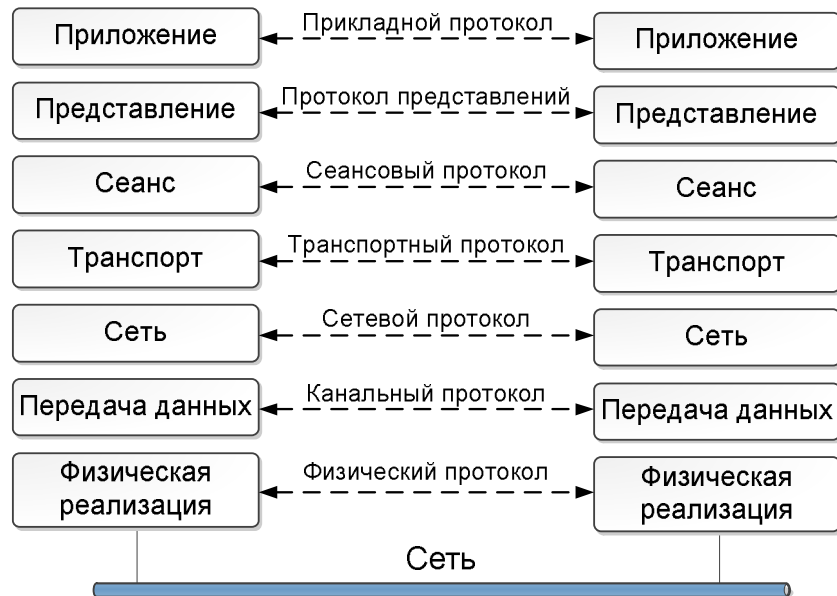 Приложение
Прикладной протокол
Приложение
Представление
Протокол представлений
Представление
Сеанс
Сеансовый протокол
Сеанс
Транспорт
Транспортный протокол
Транспорт
Сеть
Сетевой протокол
Сеть
Передача данных
Канальный протокол
Передача данных
Физическая
реализация
Физический протокол
Физическая
реализация
Сеть